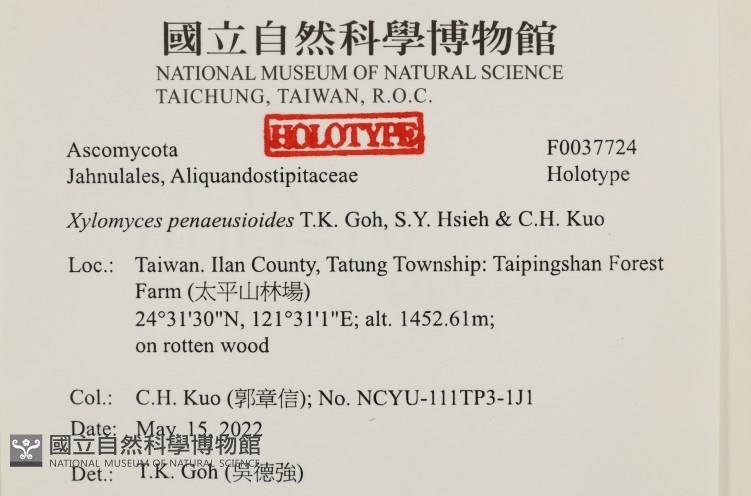 國立自然科學博物館
NATIONAL MUSEUM OF NATURAL SCIENCE
TAICHUNG, TAIWAN, R.O.C.
HOLOTYPE
Ascomycota F0037724
Jahnulales, Aliquandostipitaceae Holotype
Xylomyces penaeusioides T.K. Goh, S.Y. Hsieh & C.H. Kuo
Loc.: Taiwan. Ilan County, Tatung Township: Taipingshan Forest
Farm (太平山林場)
24°31'30"N, 121°31'1"E; alt. 1452.61m;
on rotten wood
Col.: C.H. Kuo (郭章信); No. NCYU-111TP3-1J1
Date: May, 15, 2022
國立自然科學博物館
NATIONAL MUSEUM OF NATURAL SCIENCE
Det.: T.K. Goh (吳德強)